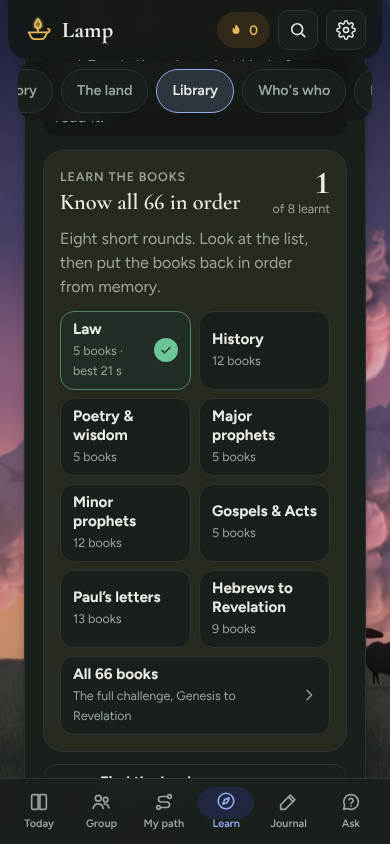 Lamp
0
The land
Library
Who's who
LEARN THE BOOKS
Know all 66 in order
1
of 8 learnt
Eight short rounds. Look at the list,
then put the books back in order
from memory.
Law
5 books ·
best 21 s
History
12 books
Poetry &
wisdom
5 books
Major
prophets
5 books
Minor
prophets
12 books
Gospels & Acts
5 books
Paul's letters
13 books
Hebrews to
Revelation
9 books
All 66 books
The full challenge, Genesis to
Revelation
Today
Group
My path
Learn
Journal
Ask